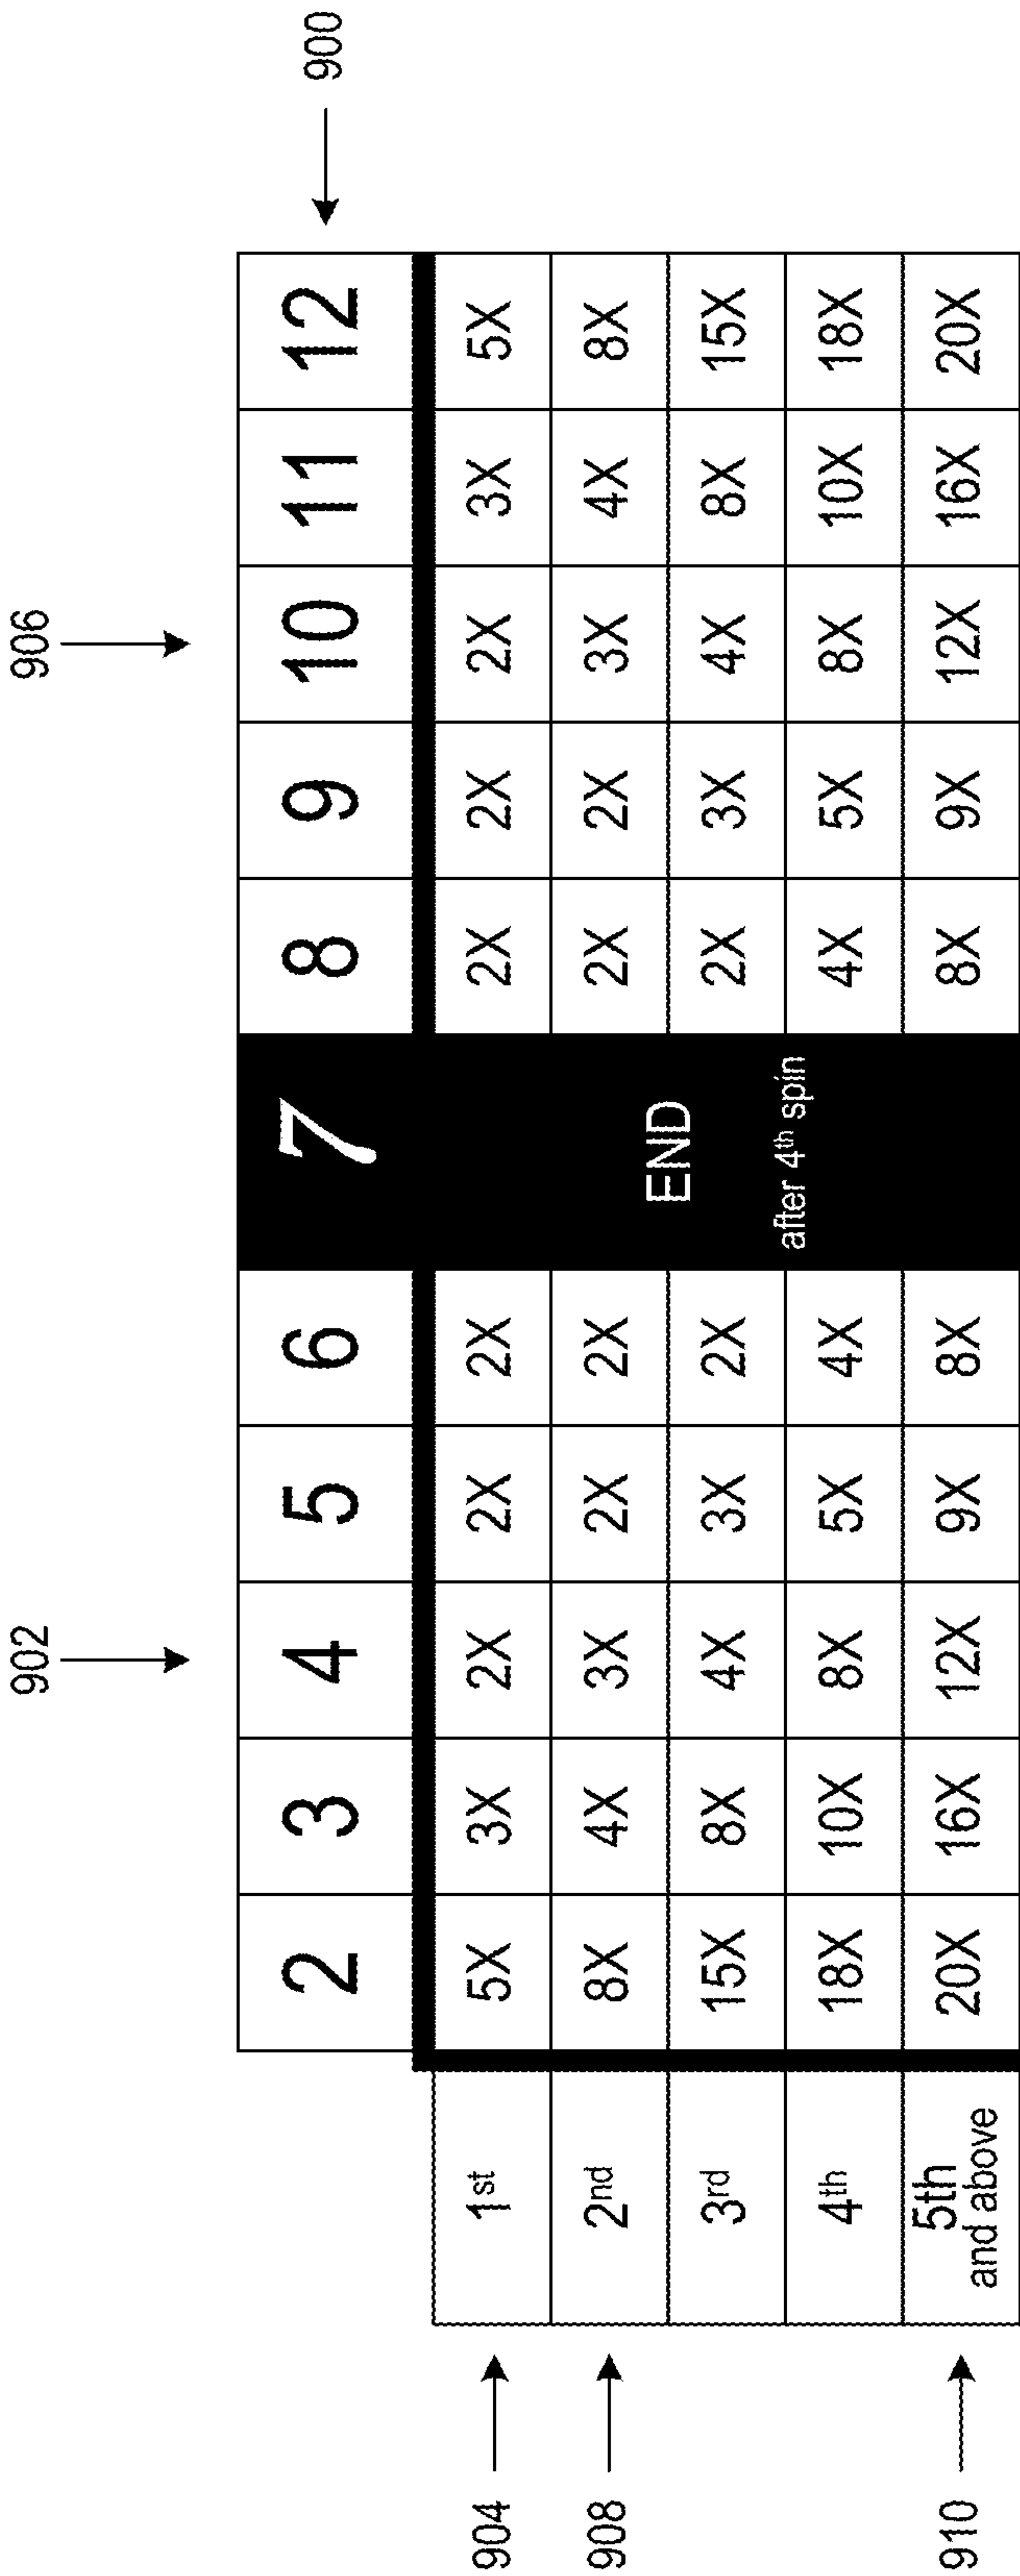 902 906
2 3 4 5 6 7 8 9 10 11 12 900
904 1st 5X 3X 2X 2X 2X 2X 2X 2X 3X 5X
908 2nd 8X 4X 3X 2X 2X END 2X 2X 3X 4X 8X
3rd 15X 8X 4X 3X 2X 2X 3X 4X 8X 15X
4th 18X 10X 8X 5X 4X after 4th spin 4X 5X 8X 10X 18X
910 5th 20X 16X 12X 9X 8X 8X 9X 12X 16X 20X
and above